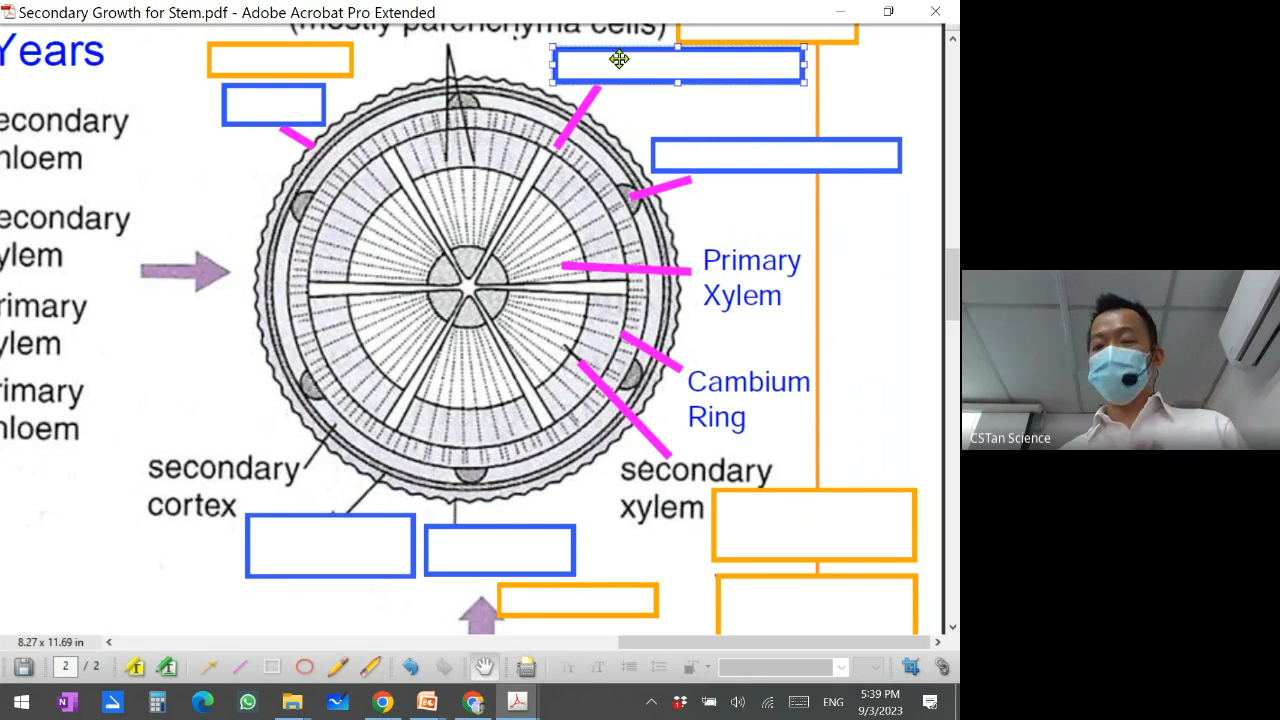 Secondary Growth for Stem.pdf - Adobe Acrobat Pro Extended
(mostly parenchyma cells)
Years
econdary
hloem
econdary
ylem
rimary
ylem
rimary
hloem
Primary
Xylem
Cambium
Ring
secondary
cortex
secondary
xylem
CSTan Science
8.27 x 11.69 in
2 / 2
ENG
5:39 PM
9/3/2023